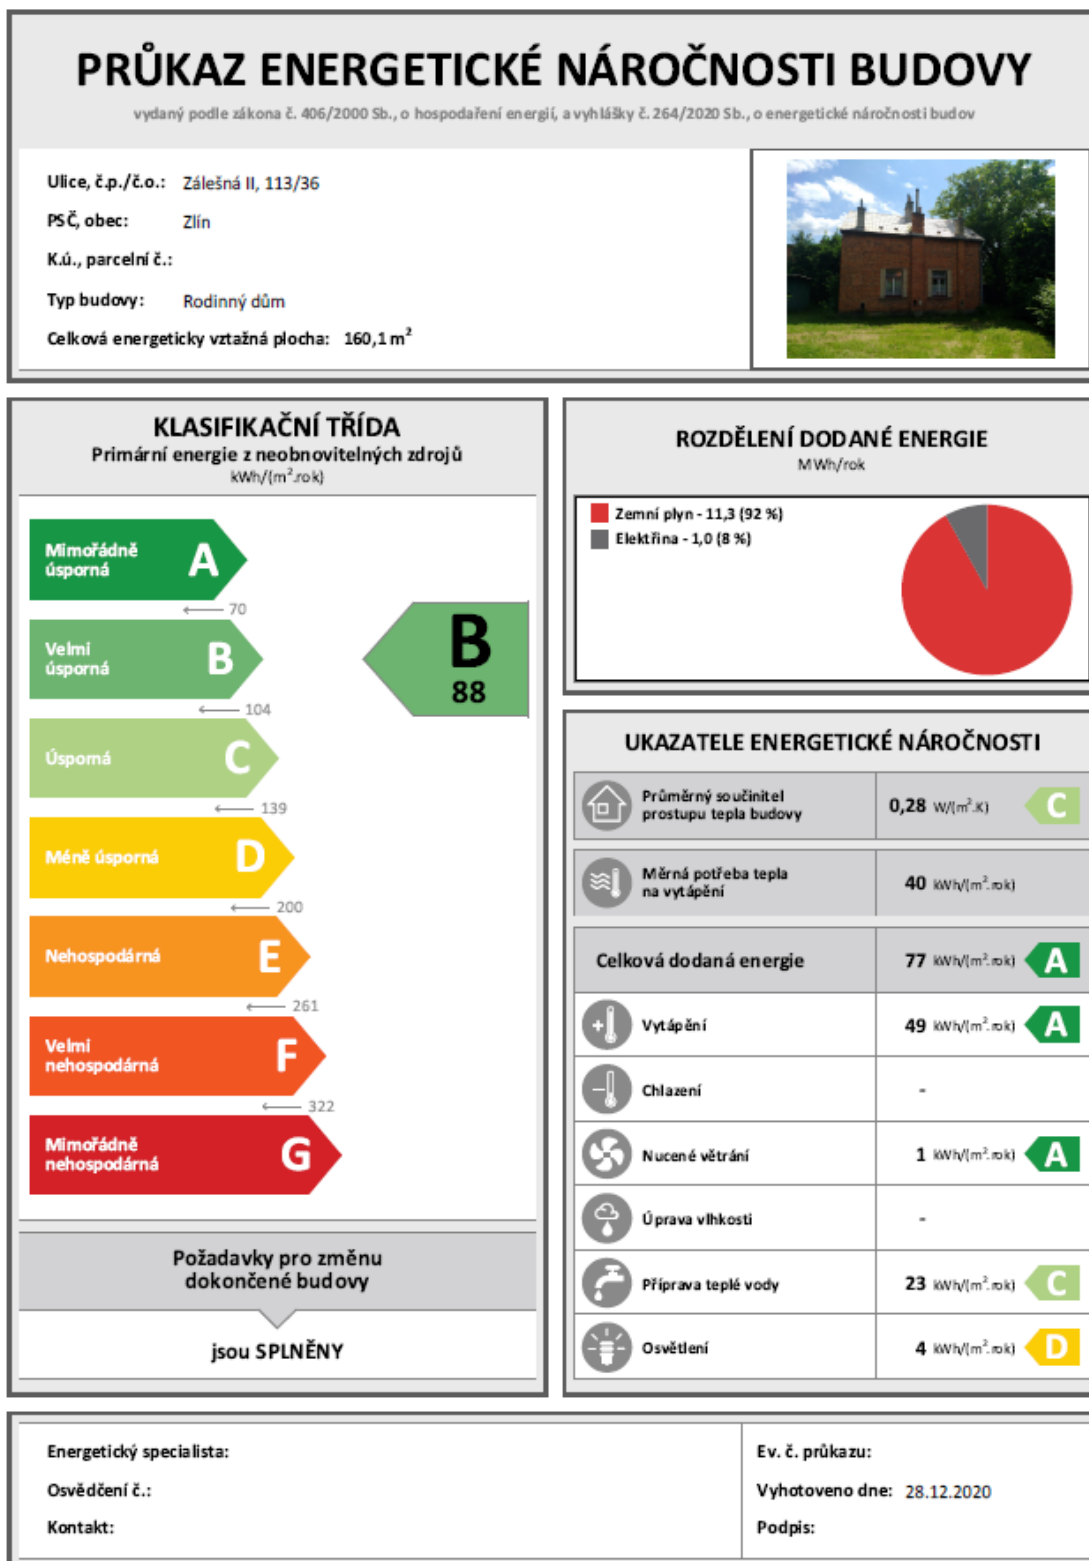 PRŮKAZ ENERGETICKÉ NÁROČNOSTI BUDOVY
vydaný podle zákona č. 406/2000 Sb., o hospodaření energií, a vyhlášky č. 264/2020 Sb., o energetické náročnosti budov
Ulice, č.p./č.o.: Zálešná II, 113/36
PSČ, obec: Zlín
K.ú., parcelní č.:
Typ budovy: Rodinný dům
Celková energeticky vztažná plocha: 160,1 m²
KLASIFIKAČNÍ TŘÍDA
Primární energie z neobnovitelných zdrojů
kWh/(m².rok)
Mimořádně
úsporná
A
70
Velmi
úsporná
B
104
Úsporná
C
139
Méně úsporná
D
200
Nehospodárná
E
261
Velmi
nehospodárná
F
322
Mimořádně
nehospodárná
G
B
88
Požadavky pro změnu
dokončené budovy
jsou SPLNĚNY
ROZDĚLENÍ DODANÉ ENERGIE
MWh/rok
Zemní plyn - 11,3 (92 %)
Elektřina - 1,0 (8 %)
UKAZATELE ENERGETICKÉ NÁROČNOSTI
Průměrný součinitel
prostupu tepla budovy
0,28 W/(m².K) C
Měrná potřeba tepla
na vytápění
40 kWh/(m².rok)
Celková dodaná energie 77 kWh/(m².rok) A
Vytápění 49 kWh/(m².rok) A
Chlazení -
Nucené větrání 1 kWh/(m².rok) A
Úprava vlhkosti -
Příprava teplé vody 23 kWh/(m².rok) C
Osvětlení 4 kWh/(m².rok) D
Energetický specialista:
Osvědčení č.:
Kontakt:
Ev. č. průkazu:
Vyhotoveno dne: 28.12.2020
Podpis: